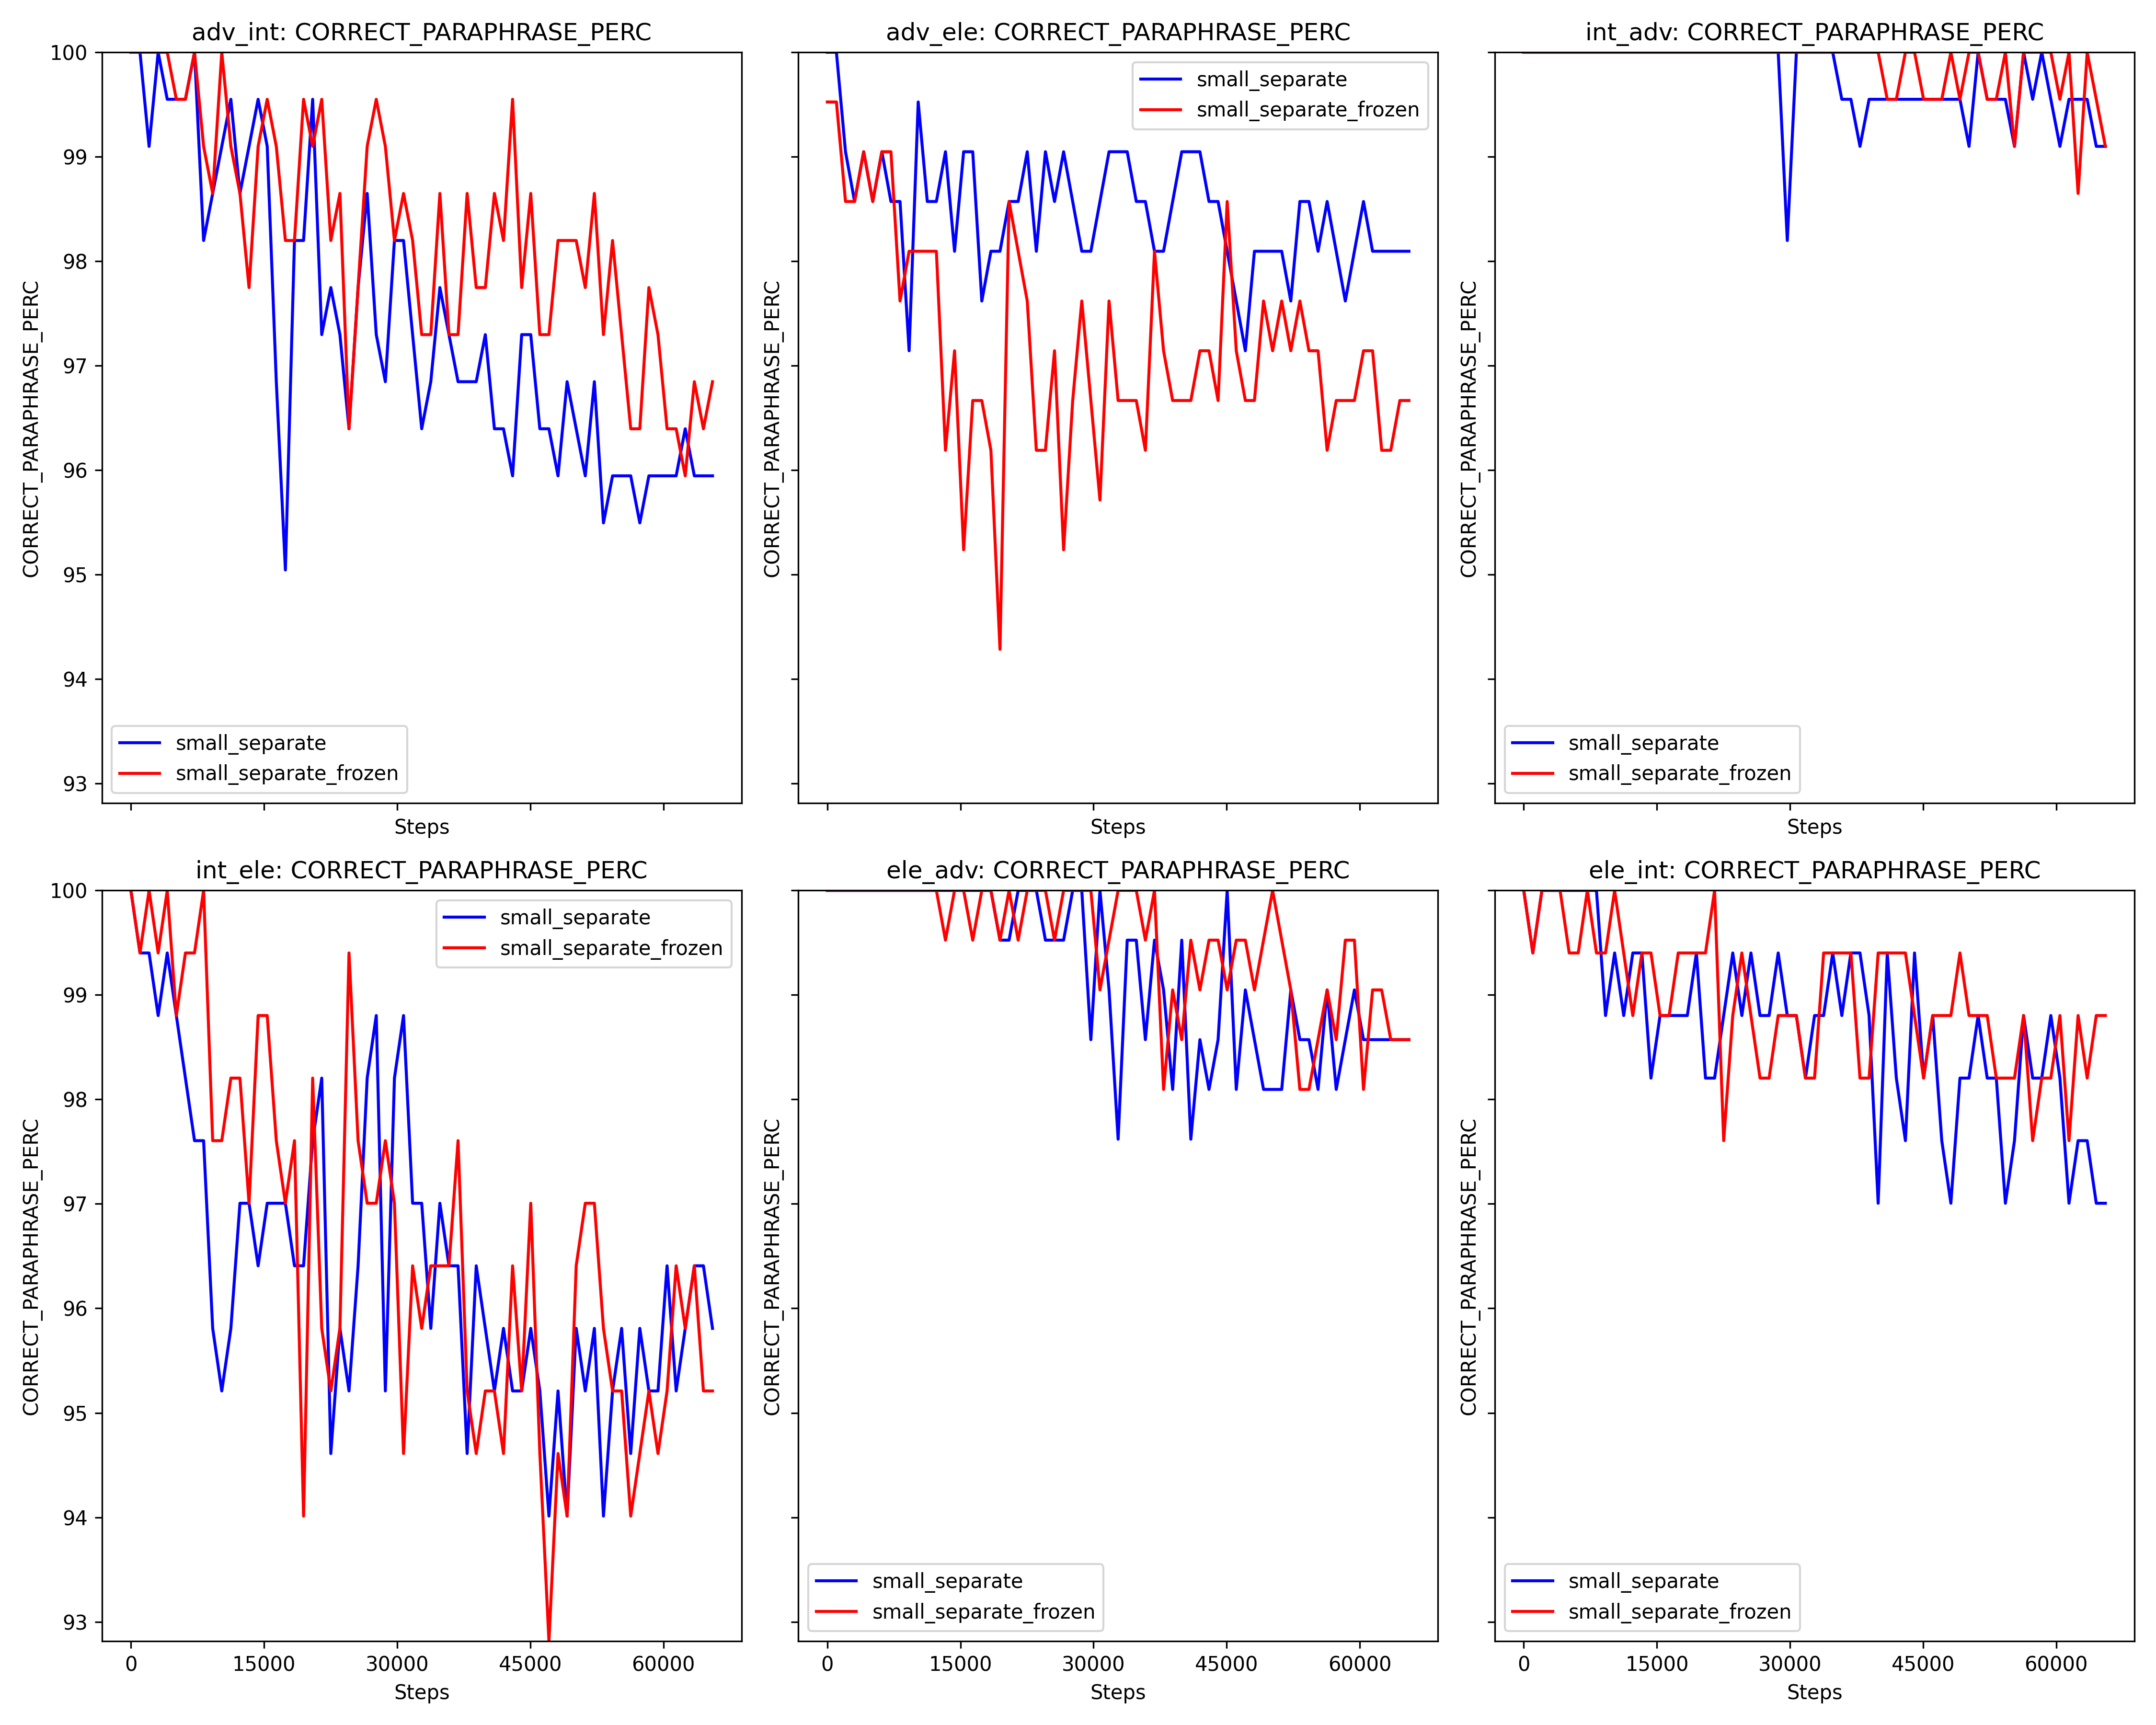 adv_int: CORRECT_PARAPHRASE_PERC
adv_ele: CORRECT_PARAPHRASE_PERC
int_adv: CORRECT_PARAPHRASE_PERC
CORRECT_PARAPHRASE_PERC
100
99
98
97
96
95
94
93
small_separate
small_separate_frozen
Steps
CORRECT_PARAPHRASE_PERC
small_separate
small_separate_frozen
Steps
CORRECT_PARAPHRASE_PERC
small_separate
small_separate_frozen
Steps
int_ele: CORRECT_PARAPHRASE_PERC
ele_adv: CORRECT_PARAPHRASE_PERC
ele_int: CORRECT_PARAPHRASE_PERC
CORRECT_PARAPHRASE_PERC
100
99
98
97
96
95
94
93
small_separate
small_separate_frozen
0 15000 30000 45000 60000
Steps
CORRECT_PARAPHRASE_PERC
small_separate
small_separate_frozen
0 15000 30000 45000 60000
Steps
CORRECT_PARAPHRASE_PERC
small_separate
small_separate_frozen
0 15000 30000 45000 60000
Steps